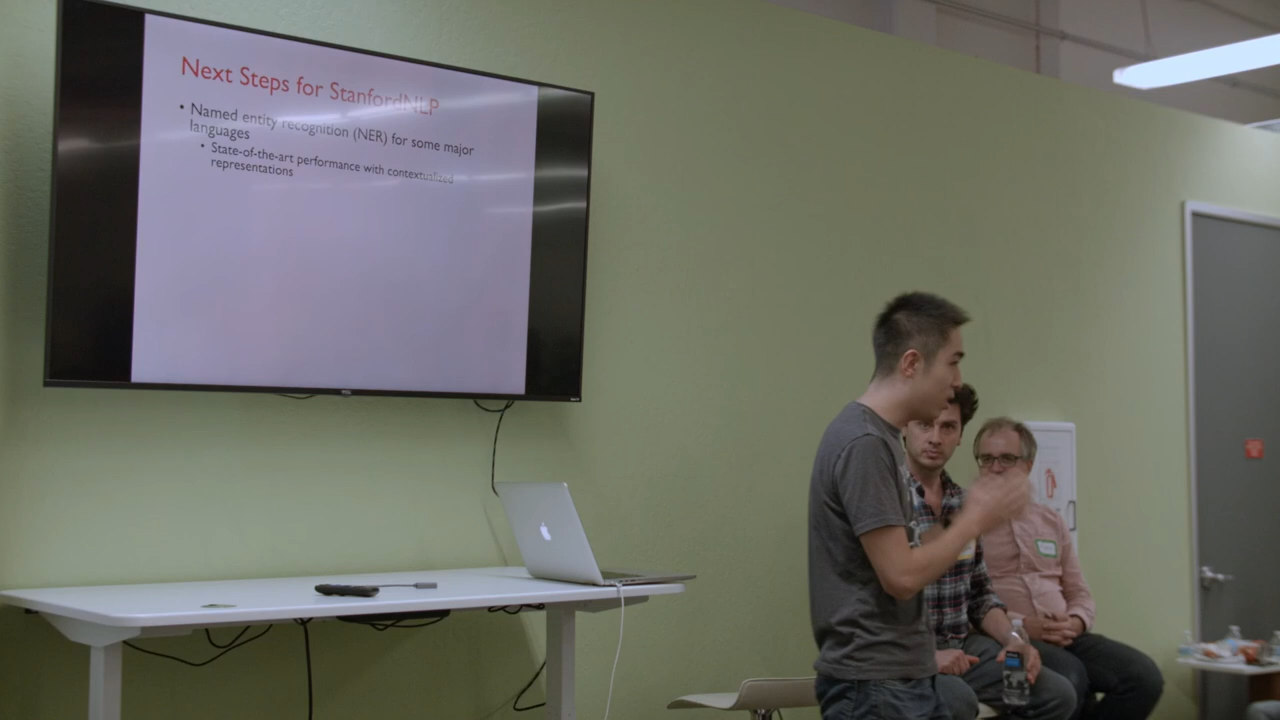 Next Steps for StanfordNLP
• Named entity recognition (NER) for some major
languages
• State-of-the-art performance with contextualized
representations